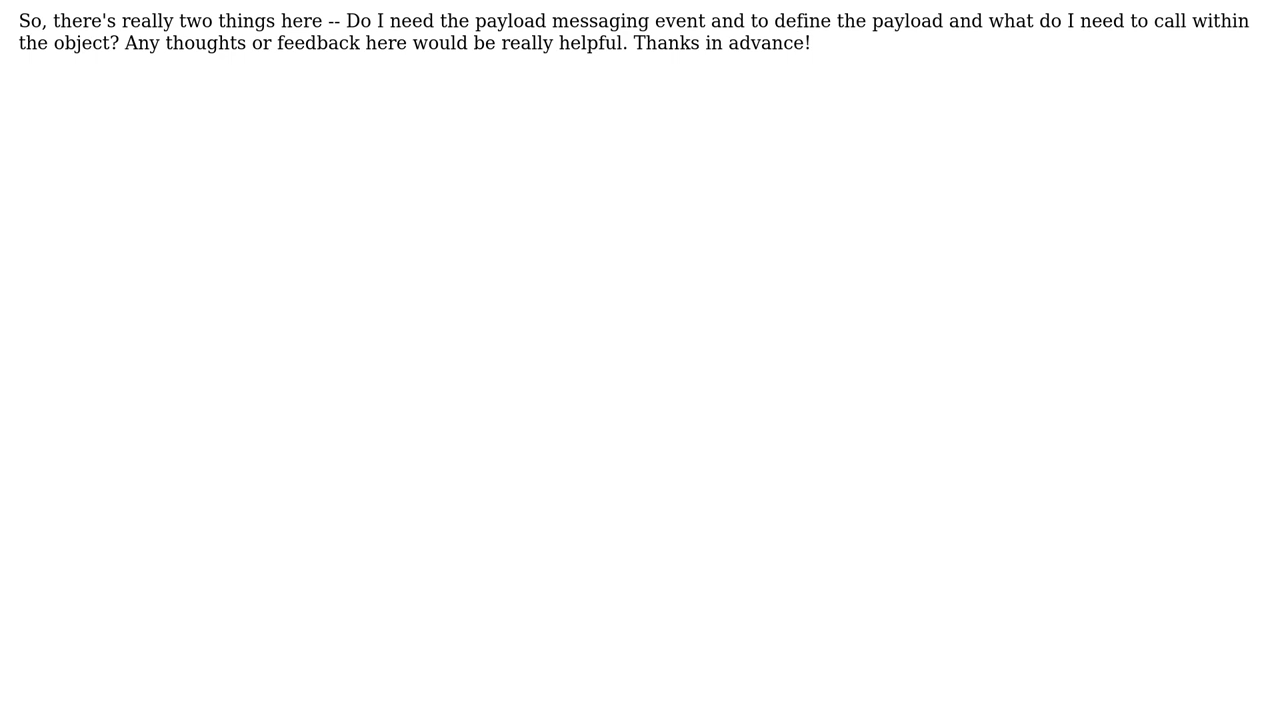 So, there's really two things here -- Do I need the payload messaging event and to define the payload and what do I need to call within
the object? Any thoughts or feedback here would be really helpful. Thanks in advance!